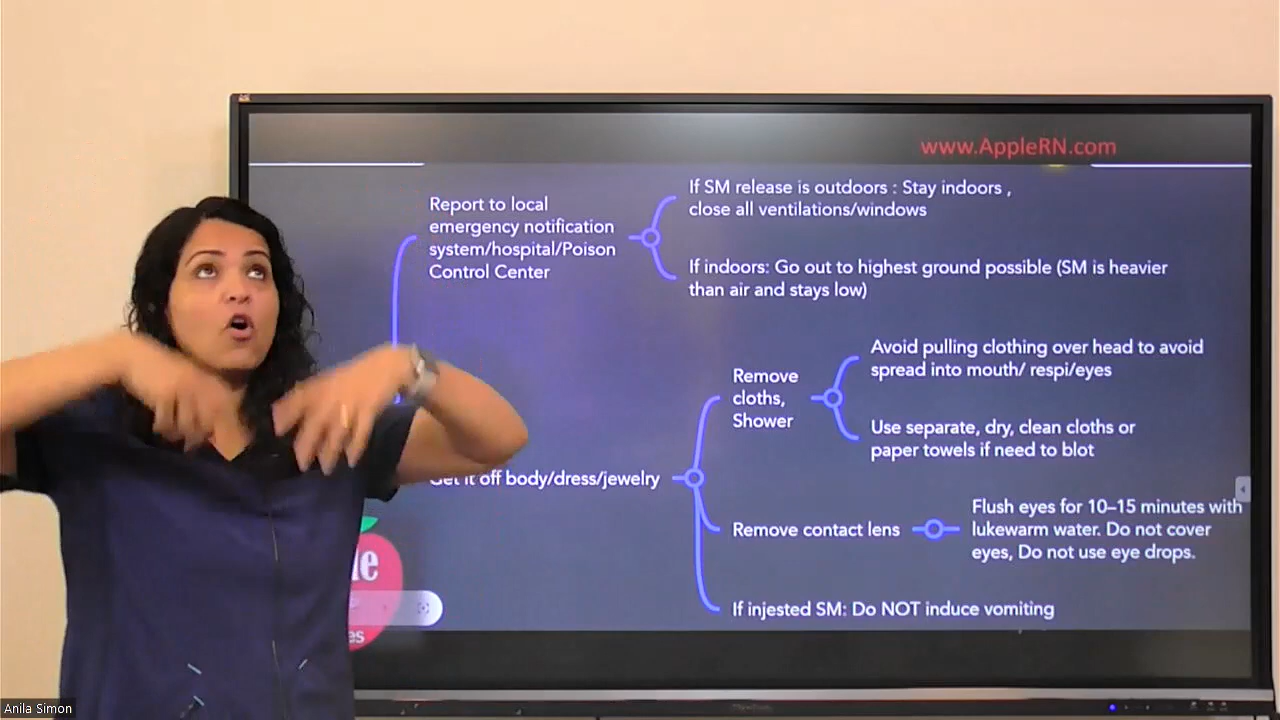 www.AppleRN.com
Report to local
emergency notification
system/hospital/Poison
Control Center
If SM release is outdoors : Stay indoors ,
close all ventilations/windows
If indoors: Go out to highest ground possible (SM is heavier
than air and stays low)
Get it off body/dress/jewelry
Remove
cloths,
Shower
Avoid pulling clothing over head to avoid
spread into mouth/ respi/eyes
Use separate, dry, clean cloths or
paper towels if need to blot
Remove contact lens
Flush eyes for 10–15 minutes with
lukewarm water. Do not cover
eyes, Do not use eye drops.
If injested SM: Do NOT induce vomiting
Anila Simon